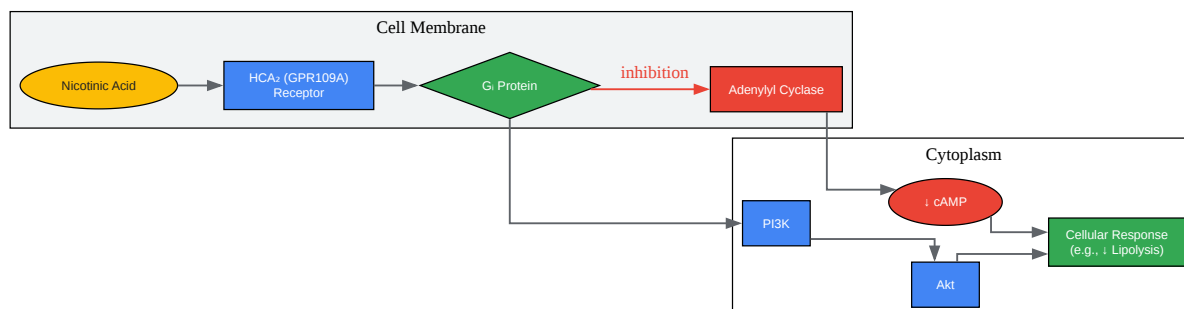 Cell Membrane
Nicotinic Acid
HCA₂ (GPR109A)
Receptor
Gᵢ Protein
inhibition
Adenylyl Cyclase
Cytoplasm
↓ cAMP
PI3K
Cellular Response
(e.g., ↓ Lipolysis)
Akt